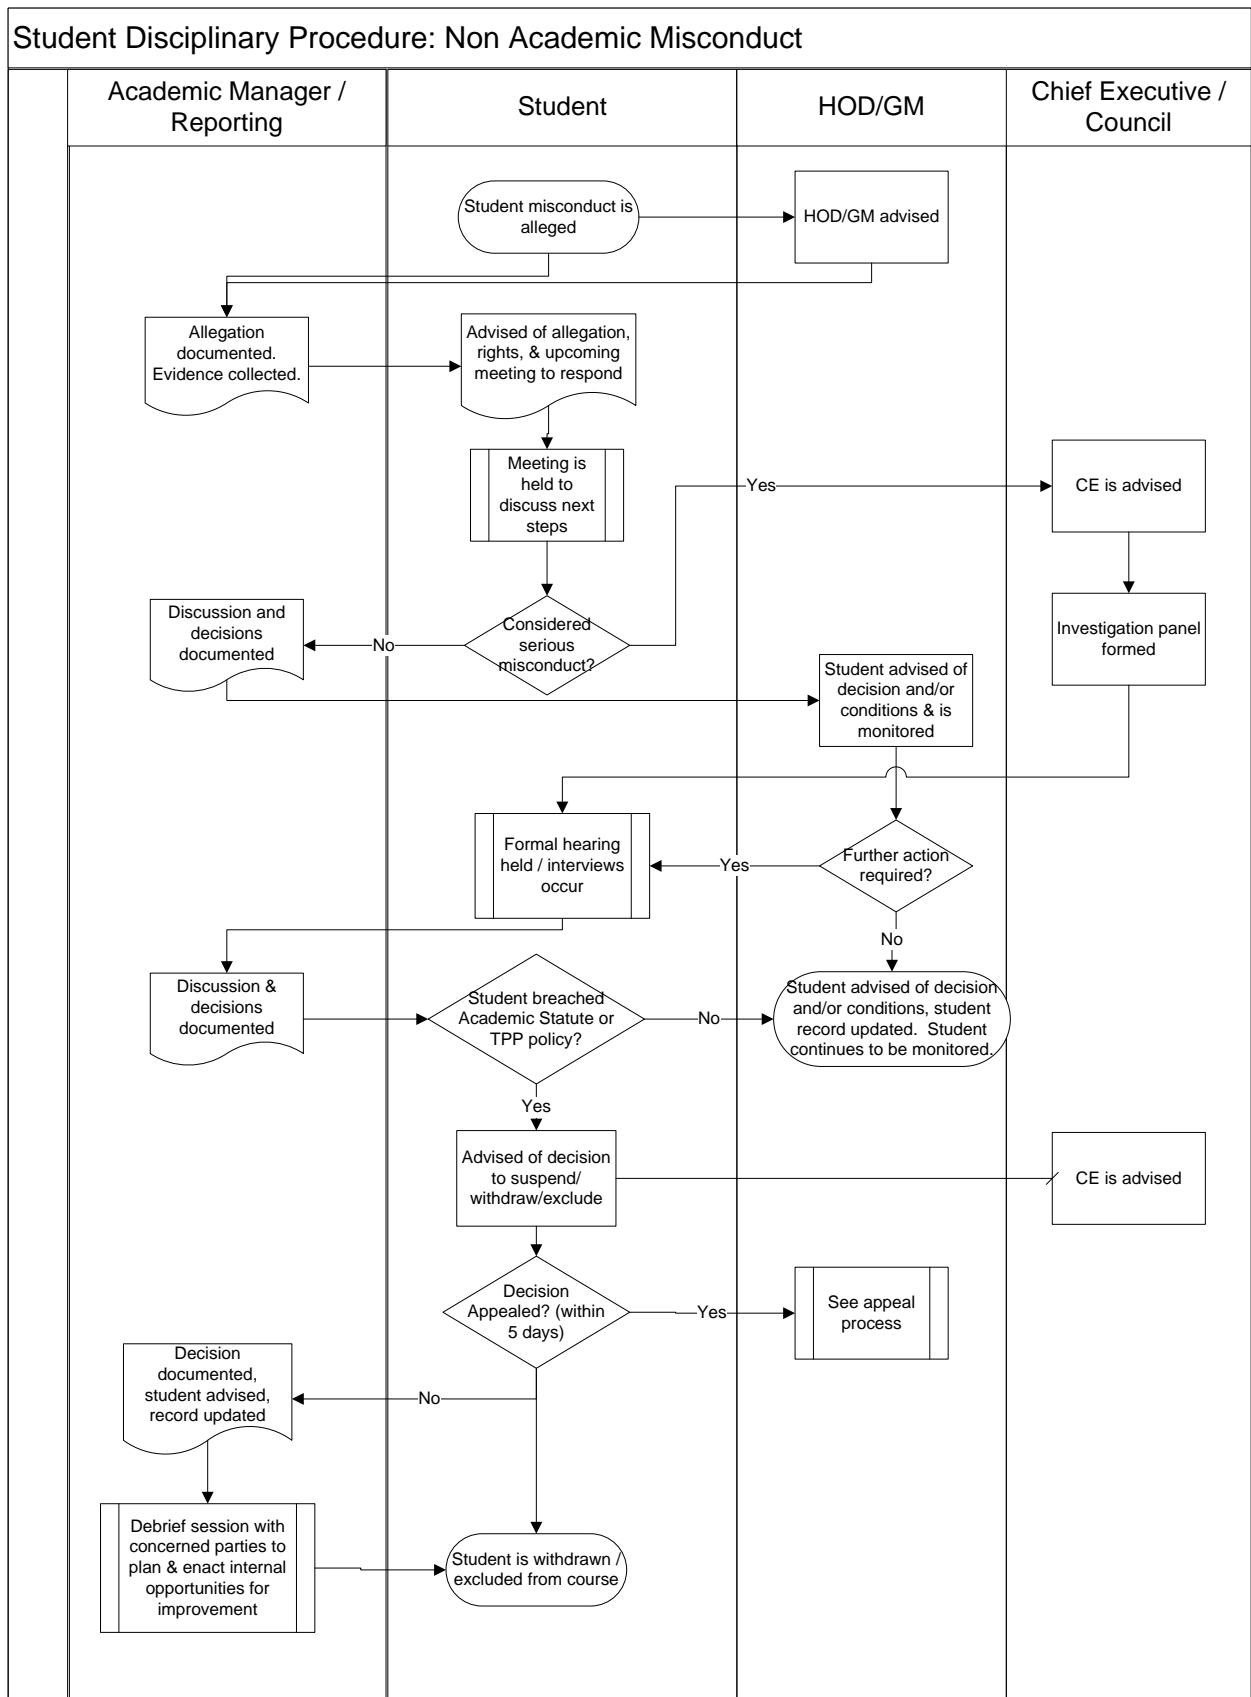 Student Disciplinary Procedure: Non Academic Misconduct
Academic Manager /
Reporting
Student
HOD/GM
Chief Executive /
Council
Student misconduct is
alleged
HOD/GM advised
Allegation
documented.
Evidence collected.
Advised of allegation,
rights, & upcoming
meeting to respond
Meeting is
held to
discuss next
steps
Yes
CE is advised
Discussion and
decisions
documented
No
Considered
serious
misconduct?
Investigation panel
formed
Student advised of
decision and/or
conditions & is
monitored
Formal hearing
held / interviews
occur
Yes
Further action
required?
No
Discussion &
decisions
documented
Student breached
Academic Statute or
TPP policy?
No
Student advised of decision
and/or conditions, student
record updated.  Student
continues to be monitored.
Yes
Advised of decision
to suspend/
withdraw/exclude
CE is advised
Decision
Appealed? (within
5 days)
Yes
See appeal
process
Decision
documented,
student advised,
record updated
No
Debrief session with
concerned parties to
plan & enact internal
opportunities for
improvement
Student is withdrawn /
excluded from course